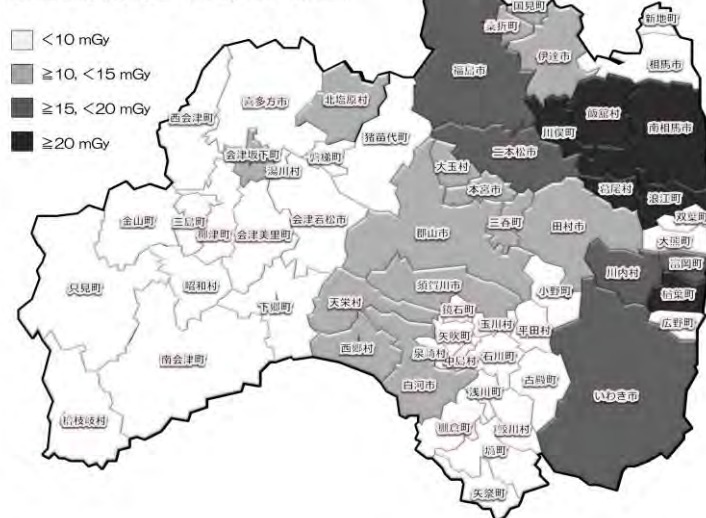 <10 mGy
≧10, <15 mGy
≧15, <20 mGy
≧20 mGy
国見町
桑折町
新地町
伊達市
相馬市
福島市
飯舘村
川俣町
南相馬市
喜多方市
北塩原村
西会津町
猪苗代町
磐梯町
会津坂下町
湯川村
二本松市
大玉村
本宮市
葛尾村
浪江町
双葉町
大熊町
富岡町
三春町
田村市
郡山市
会津若松市
金山町
三島町
柳津町
会津美里町
川内村
楢葉町
広野町
只見町
昭和村
下郷町
天栄村
須賀川市
小野町
鏡石町
玉川村
平田村
矢吹町
西郷村
泉崎村
中島村
石川町
南会津町
白河市
浅川町
古殿町
いわき市
檜枝岐村
棚倉町
鮫川村
塙町
矢祭町